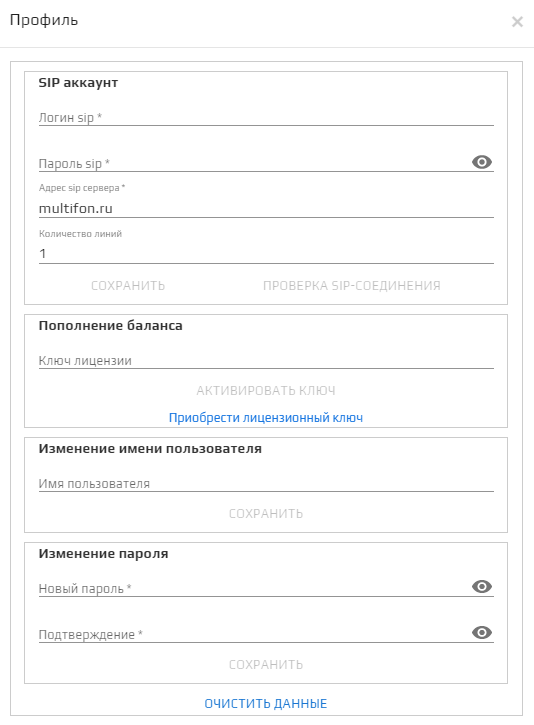 Профиль
SIP аккаунт
Логин sip *
Пароль sip *
Адрес sip сервера *
multifon.ru
Количество линий
1
СОХРАНИТЬ ПРОВЕРКА SIP-СОЕДИНЕНИЯ
Пополнение баланса
Ключ лицензии
АКТИВИРОВАТЬ КЛЮЧ
Приобрести лицензионный ключ
Изменение имени пользователя
Имя пользователя
СОХРАНИТЬ
Изменение пароля
Новый пароль *
Подтверждение *
СОХРАНИТЬ
ОЧИСТИТЬ ДАННЫЕ